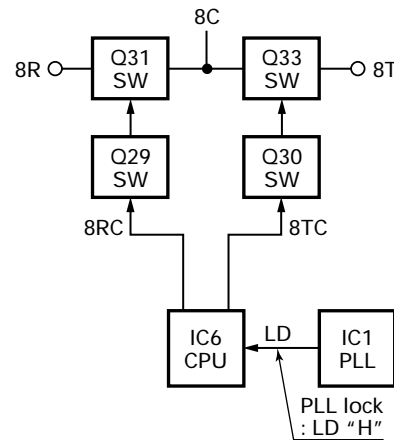 8C
8R
Q31
SW
Q33
SW
8T
Q29
SW
Q30
SW
8RC
8TC
IC6
CPU
LD
IC1
PLL
PLL lock
: LD “H”